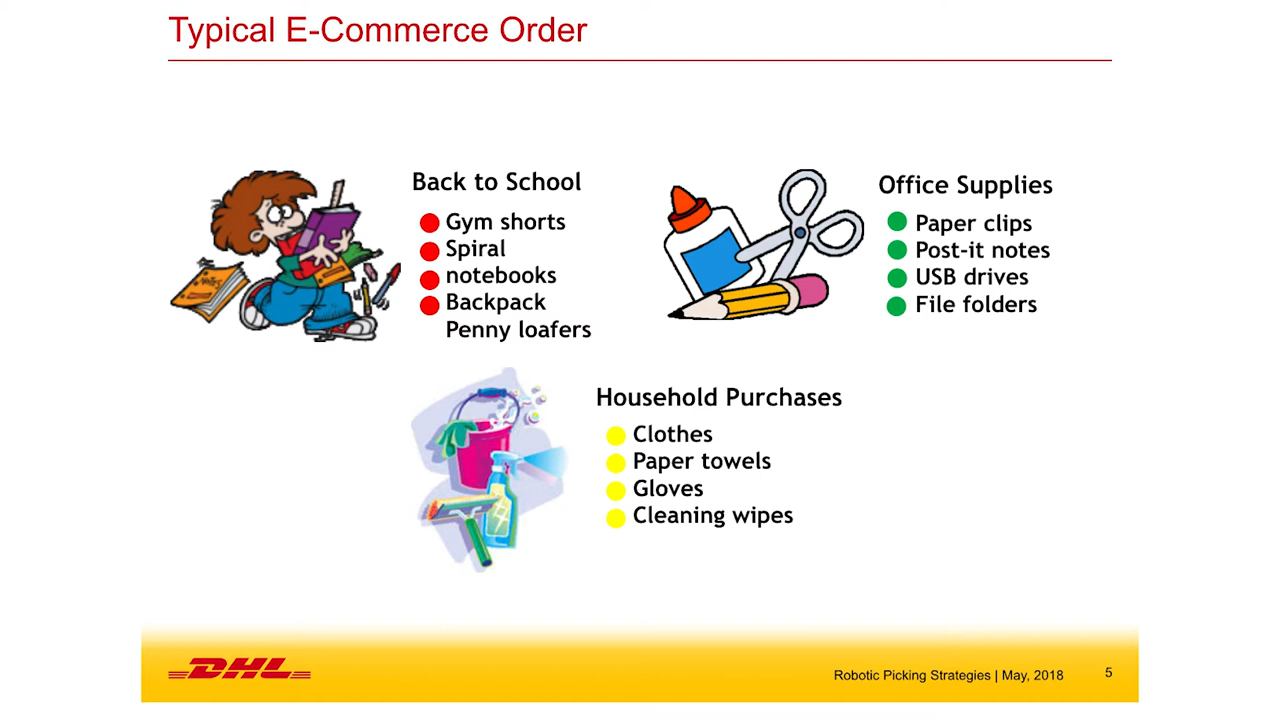 Typical E-Commerce Order
Back to School
Gym shorts
Spiral
notebooks
Backpack
Penny loafers
Office Supplies
Paper clips
Post-it notes
USB drives
File folders
NOTES
Household Purchases
Clothes
Paper towels
Gloves
Cleaning wipes
DHL
Robotic Picking Strategies | May, 2018
5